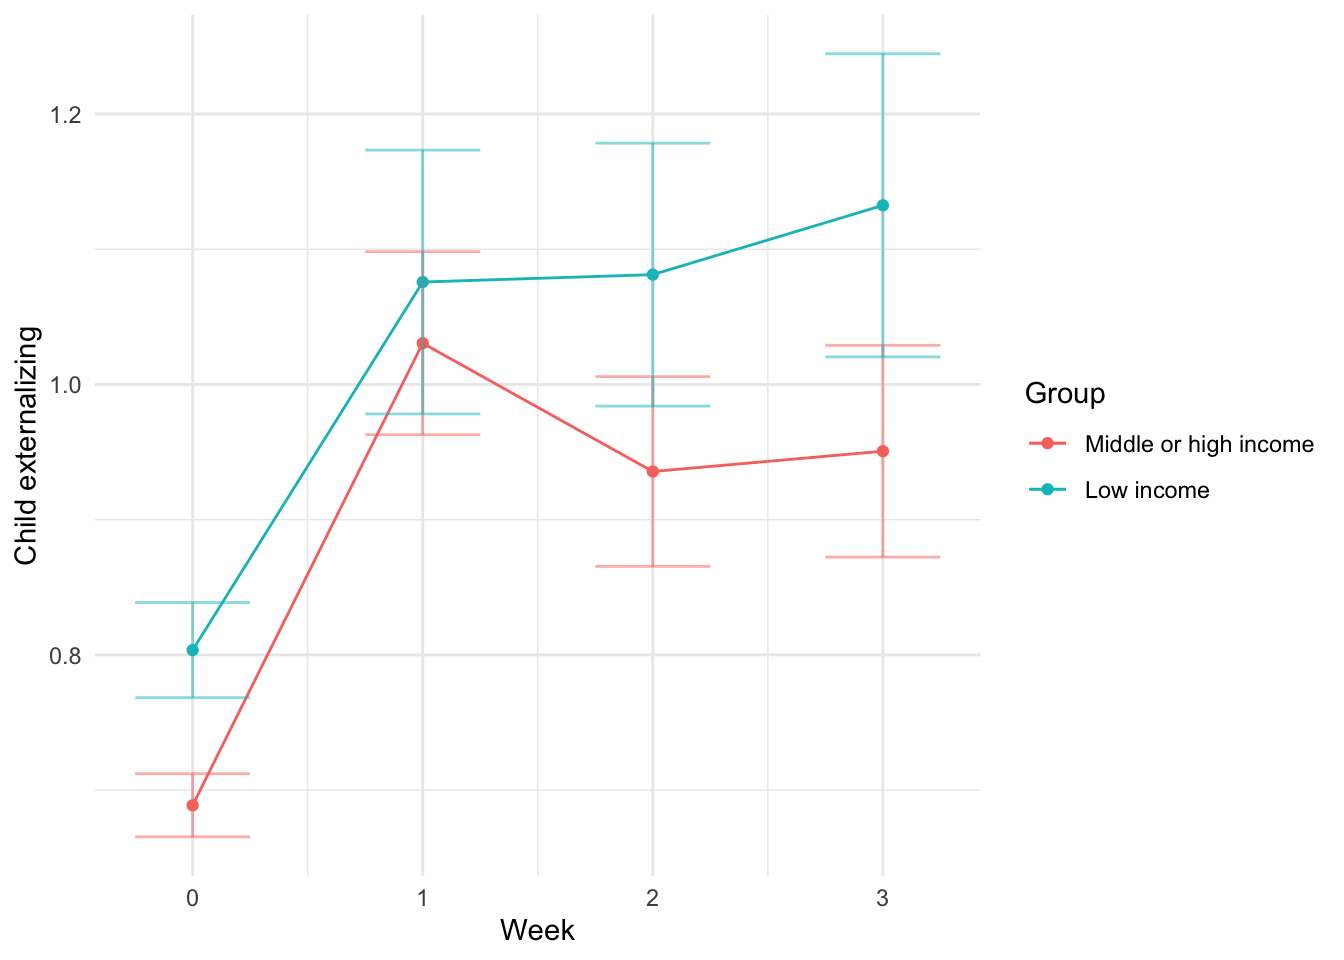 1.2
1.0
0.8
Child externalizing
0 1 2 3
Week
Group
Middle or high income
Low income